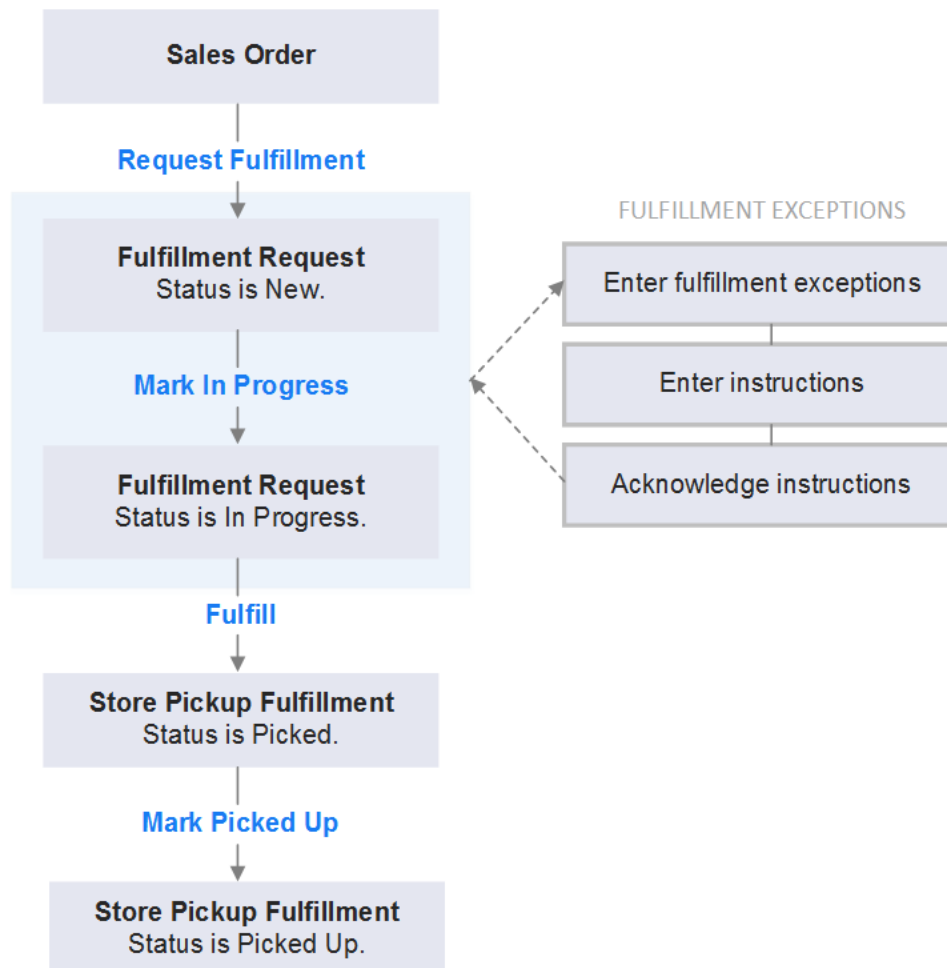 Sales Order
Request Fulfillment
Fulfillment Request
Status is New.
Mark In Progress
Fulfillment Request
Status is In Progress.
Fulfill
Store Pickup Fulfillment
Status is Picked.
Mark Picked Up
Store Pickup Fulfillment
Status is Picked Up.
FULFILLMENT EXCEPTIONS
Enter fulfillment exceptions
Enter instructions
Acknowledge instructions